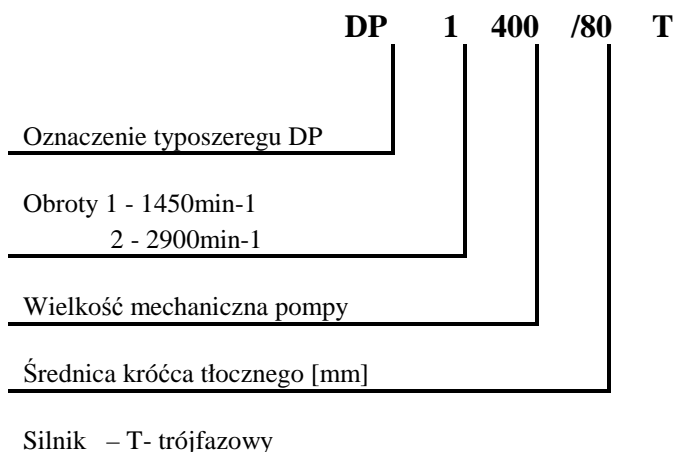 DP 1 400 /80 T
Oznaczenie typoszeregu DP
Obroty 1 - 1450min-1
2 - 2900min-1
Wielkość mechaniczna pompy
Średnica króćca tłocznego [mm]
Silnik – T- trójfazowy